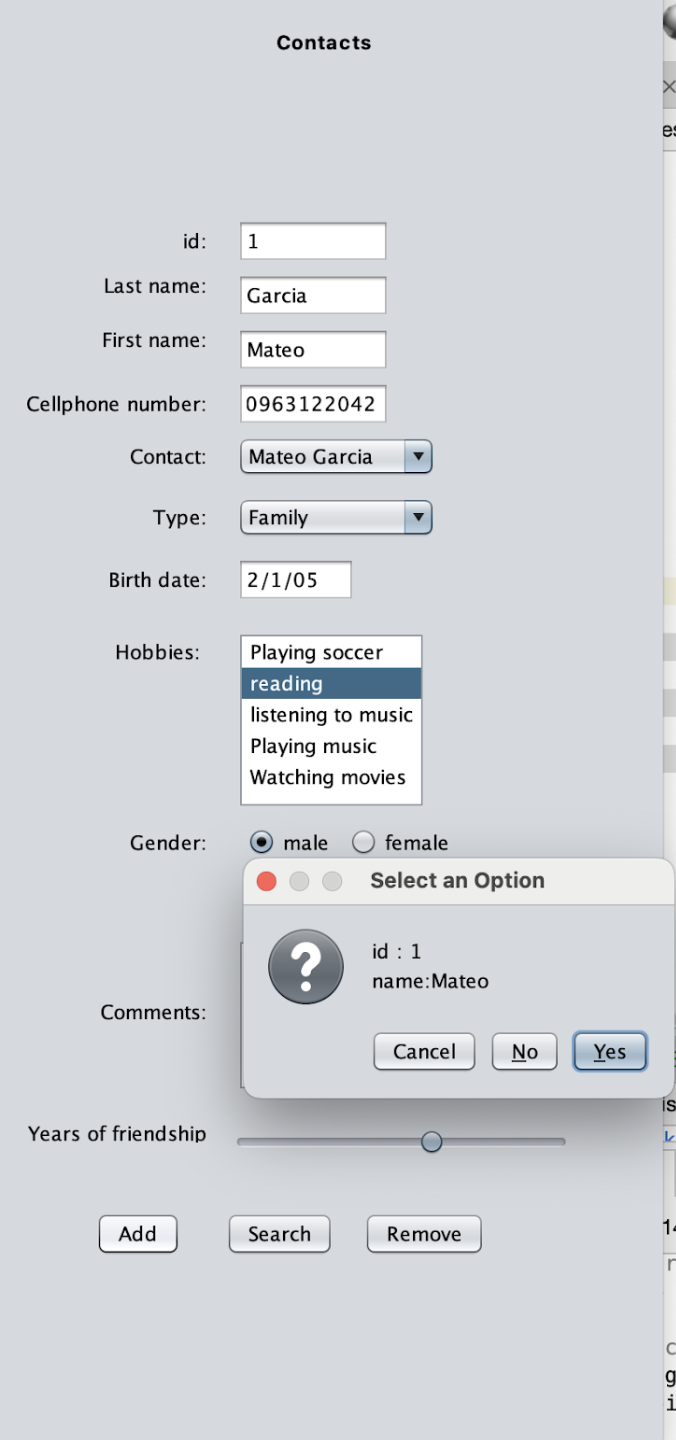 Contacts
id: 1
Last name: Garcia
First name: Mateo
Cellphone number: 0963122042
Contact: Mateo Garcia
Type: Family
Birth date: 2/1/05
Hobbies: Playing soccer
reading
listening to music
Playing music
Watching movies
Gender: male female
Select an Option
id : 1
name:Mateo
Cancel No Yes
Comments:
Years of friendship
Add Search Remove